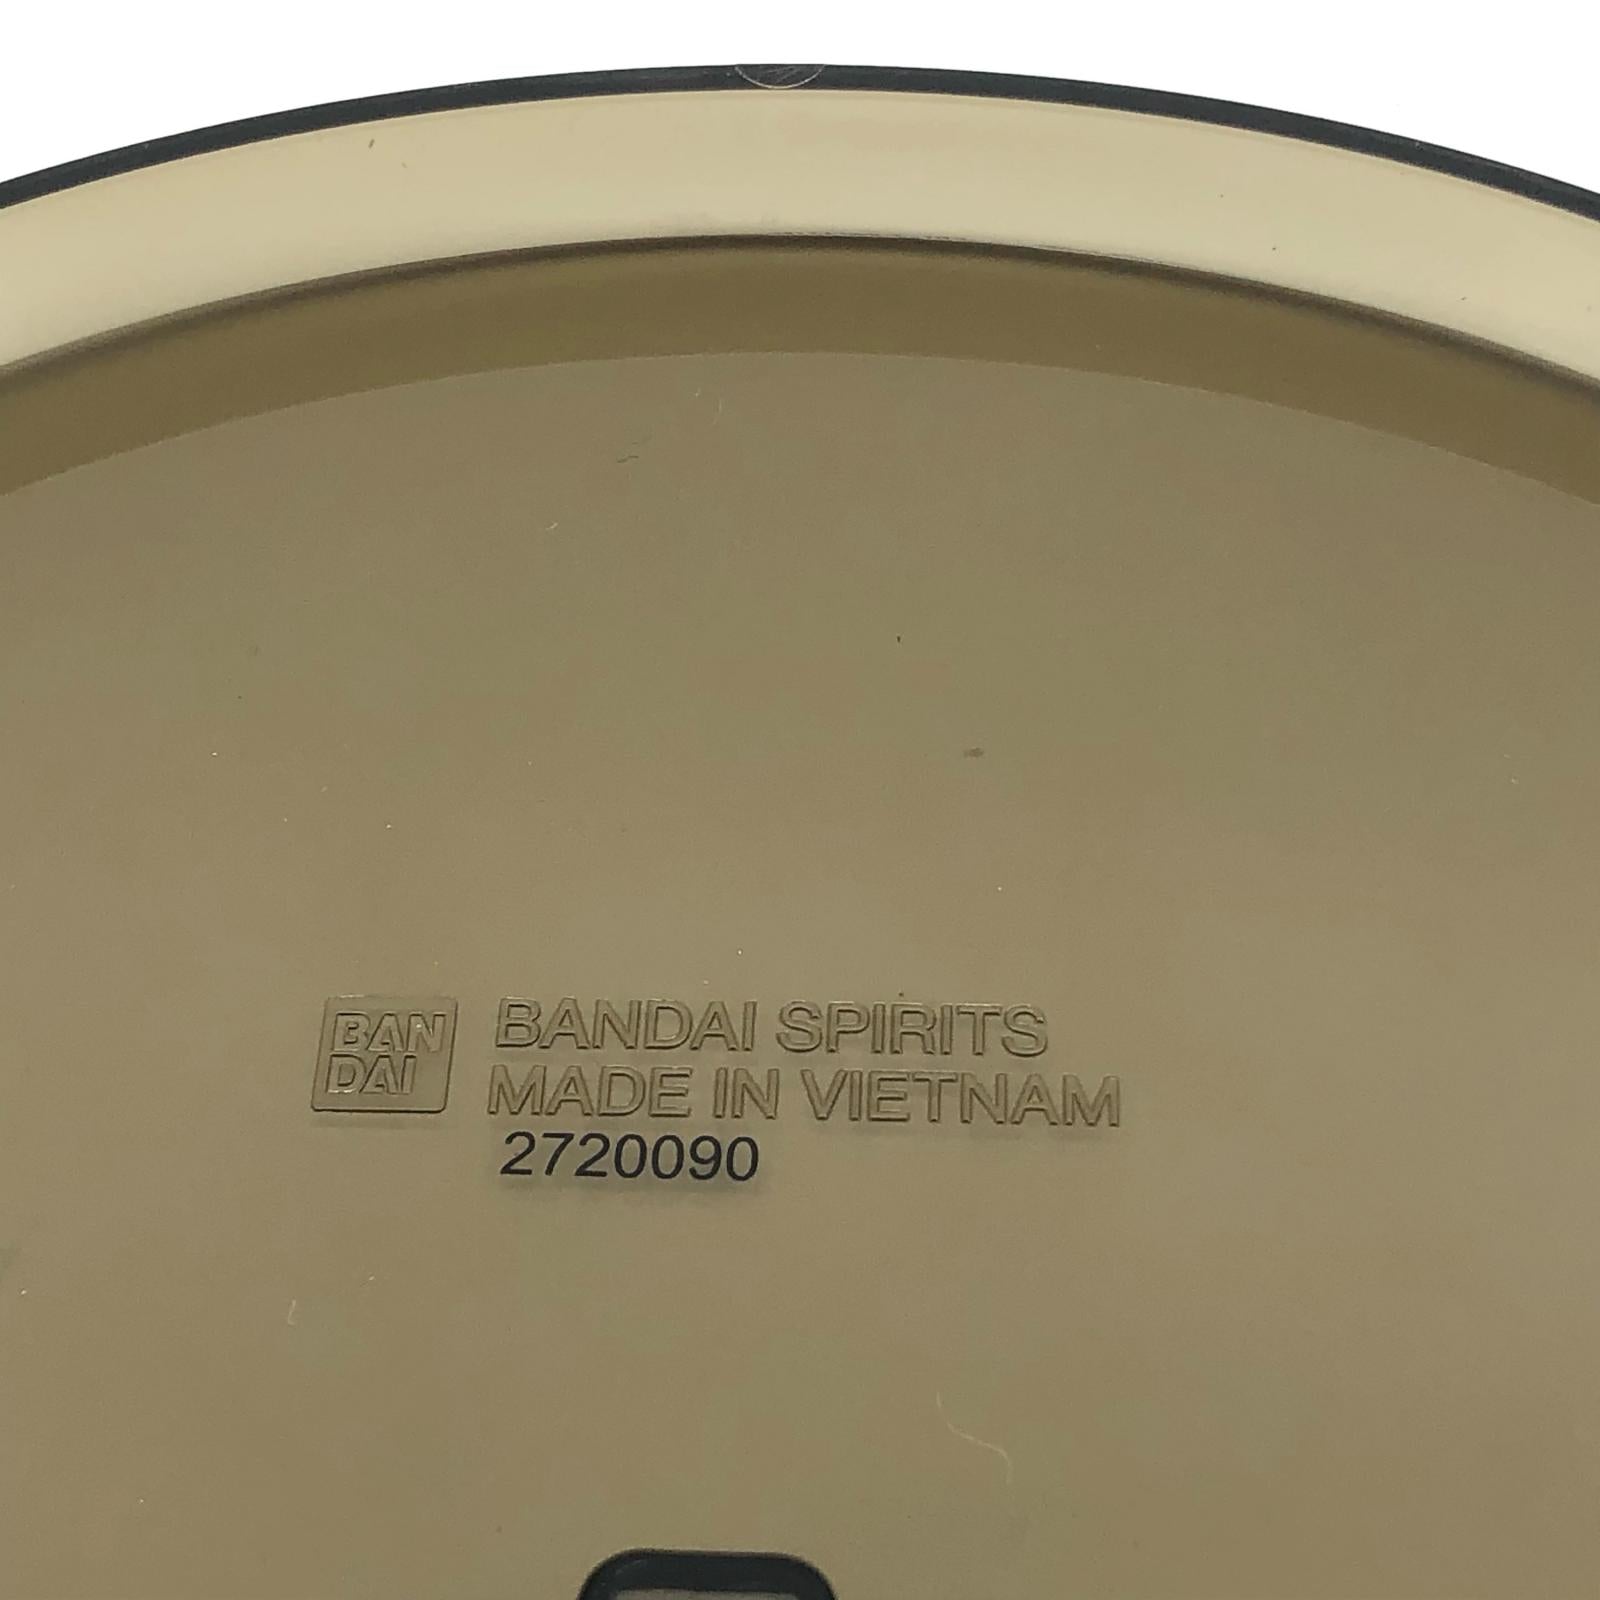 BAN
DAI
BANDAI SPIRITS
MADE IN VIETNAM
2720090